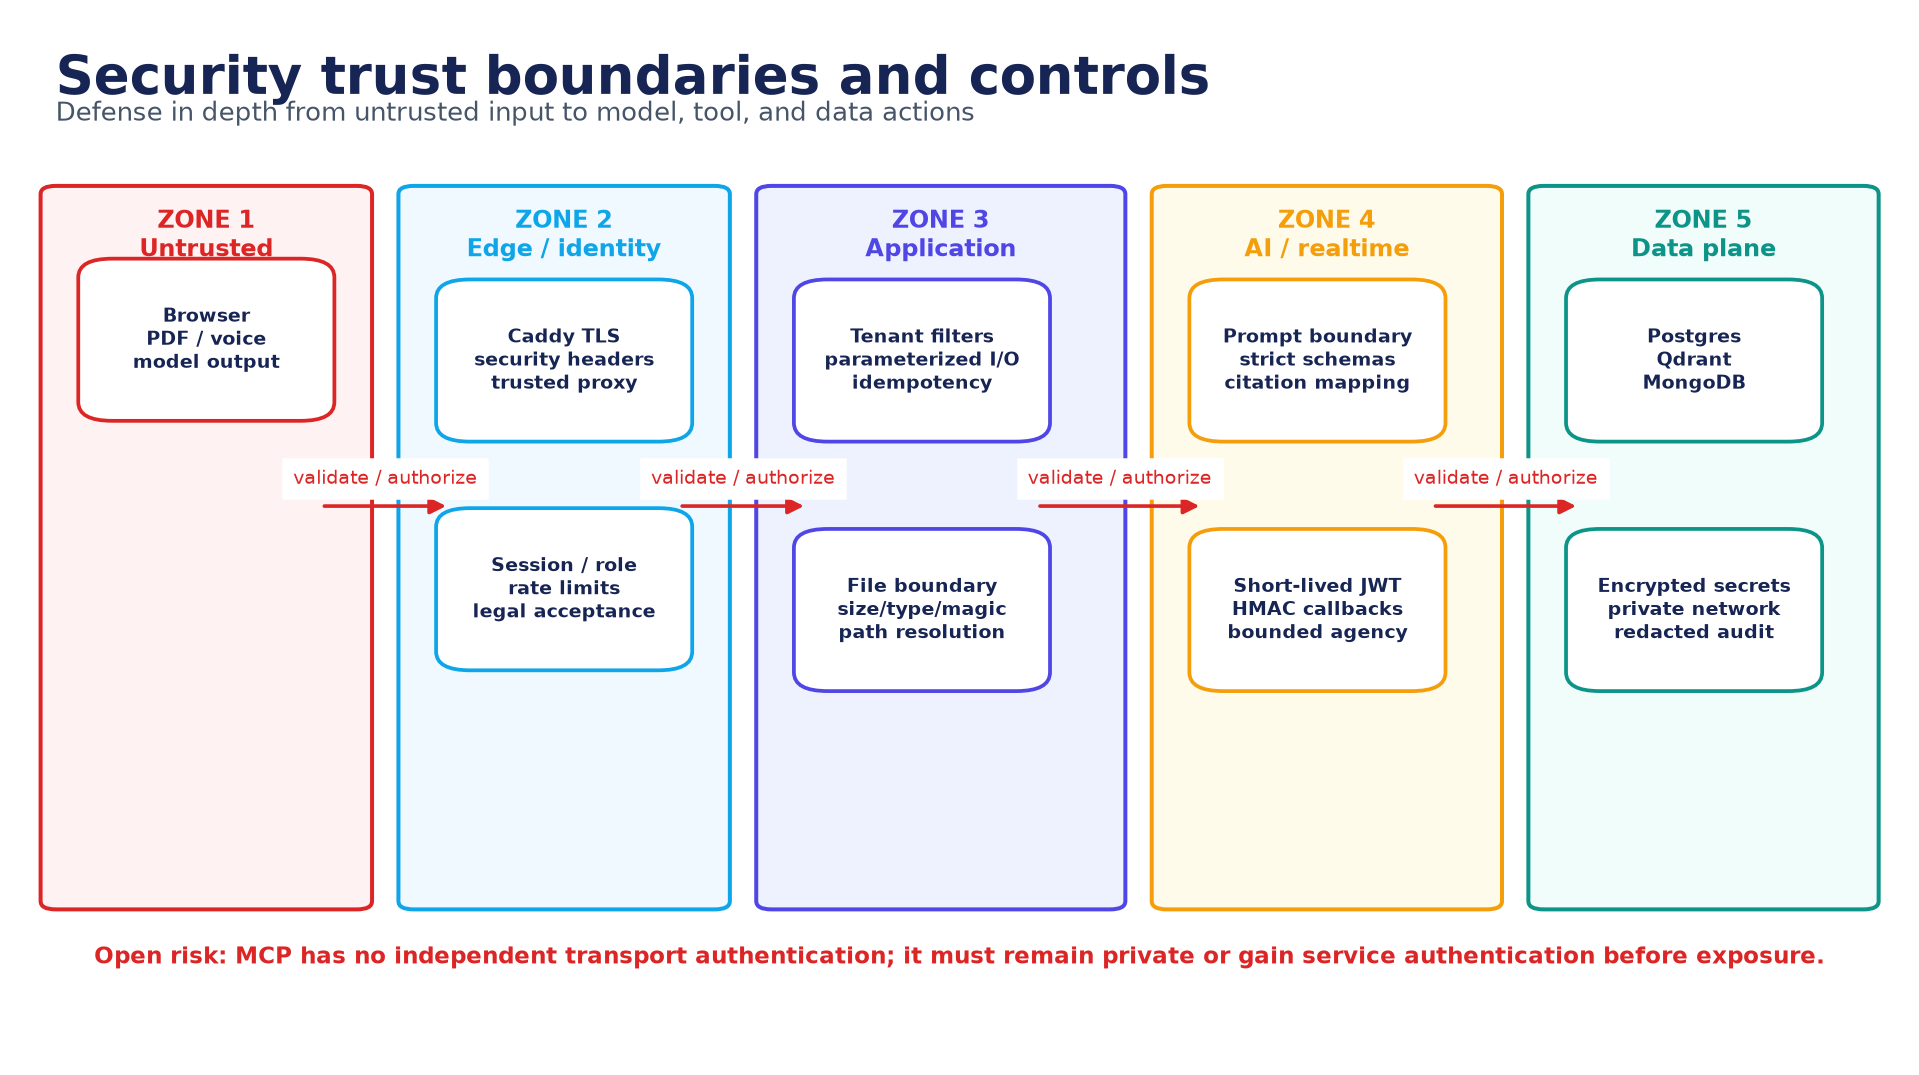 Security trust boundaries and controls
Defense in depth from untrusted input to model, tool, and data actions
ZONE 1
Untrusted
Browser
PDF / voice
model output
validate / authorize
ZONE 2
Edge / identity
Caddy TLS
security headers
trusted proxy
Session / role
rate limits
legal acceptance
validate / authorize
ZONE 3
Application
Tenant filters
parameterized I/O
idempotency
File boundary
size/type/magic
path resolution
validate / authorize
ZONE 4
AI / realtime
Prompt boundary
strict schemas
citation mapping
Short-lived JWT
HMAC callbacks
bounded agency
validate / authorize
ZONE 5
Data plane
Postgres
Qdrant
MongoDB
Encrypted secrets
private network
redacted audit
Open risk: MCP has no independent transport authentication; it must remain private or gain service authentication before exposure.